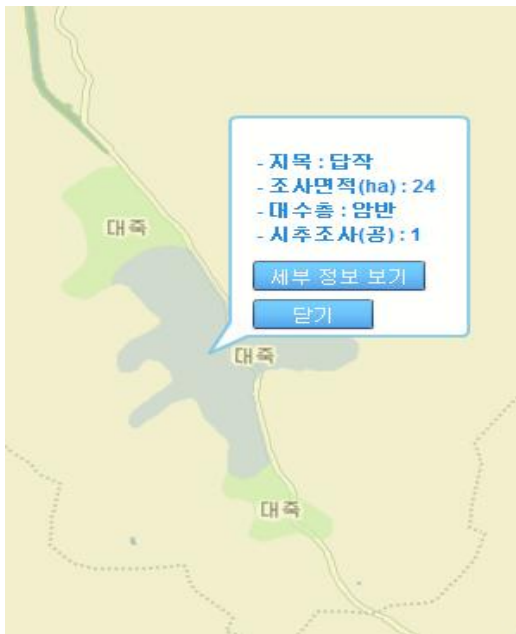 - 지목 : 답작
- 조사면적(ha) : 24
- 대수층 : 암반
- 시추조사(공) : 1
세부 정보 보기
닫기
대죽
대죽
대죽